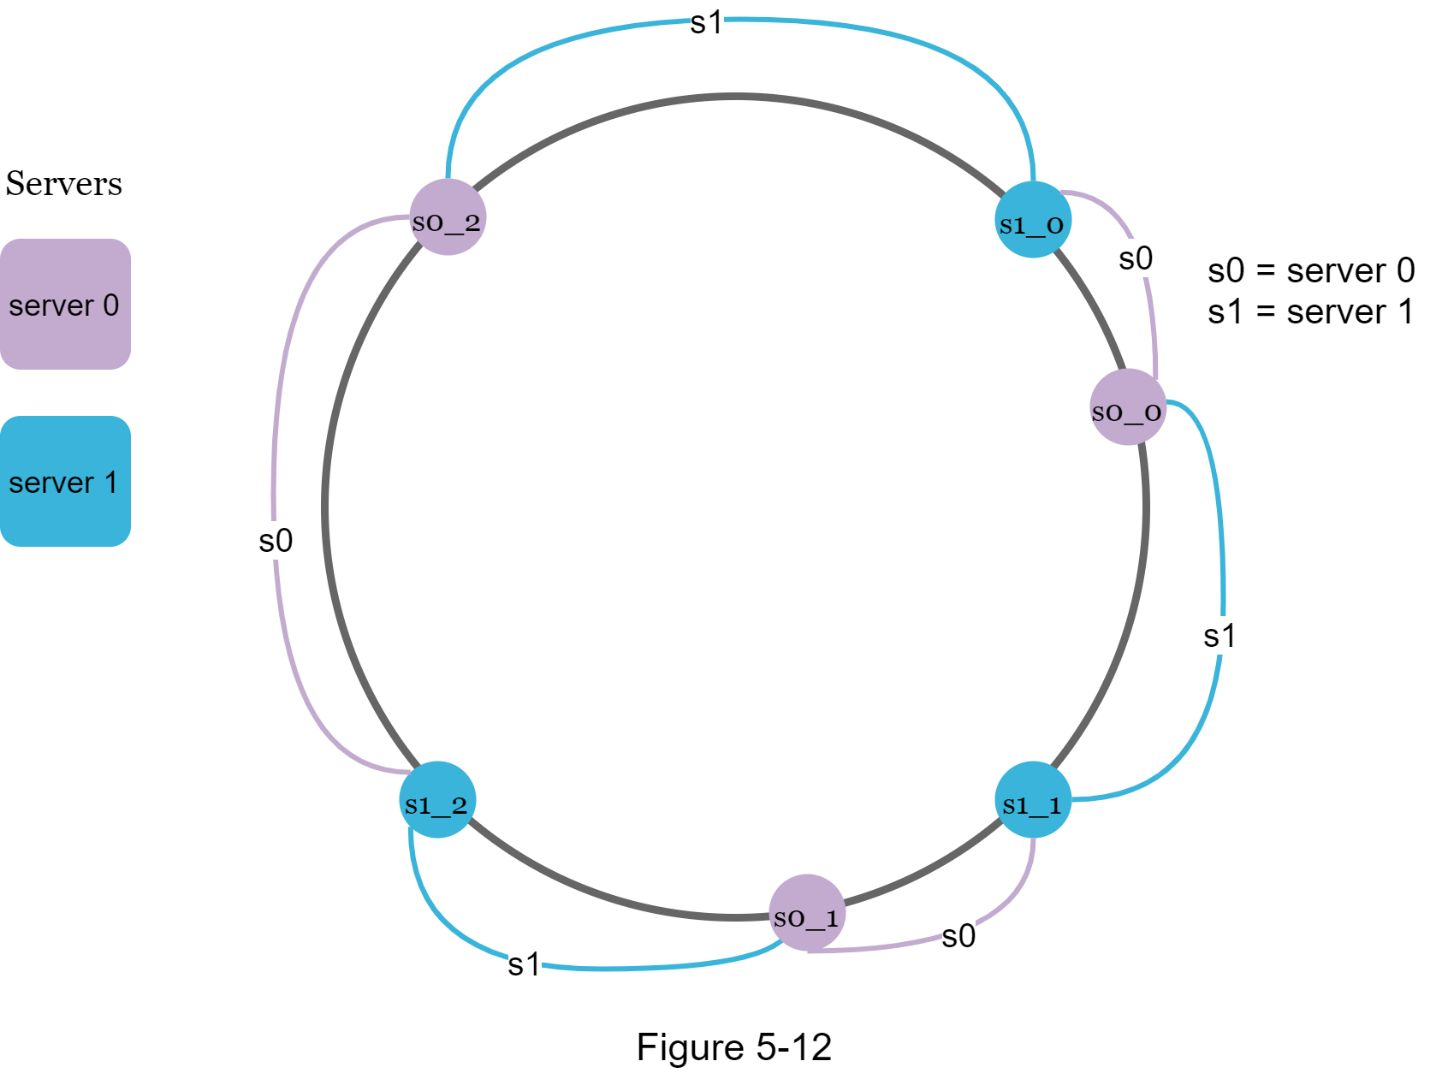 s1
Servers
s0_2
s1_0
s0
s0 = server 0
s1 = server 1
server 0
s0_0
server 1
s0
s1
s1_2
s1_1
s0_1
s0
s1
Figure 5-12